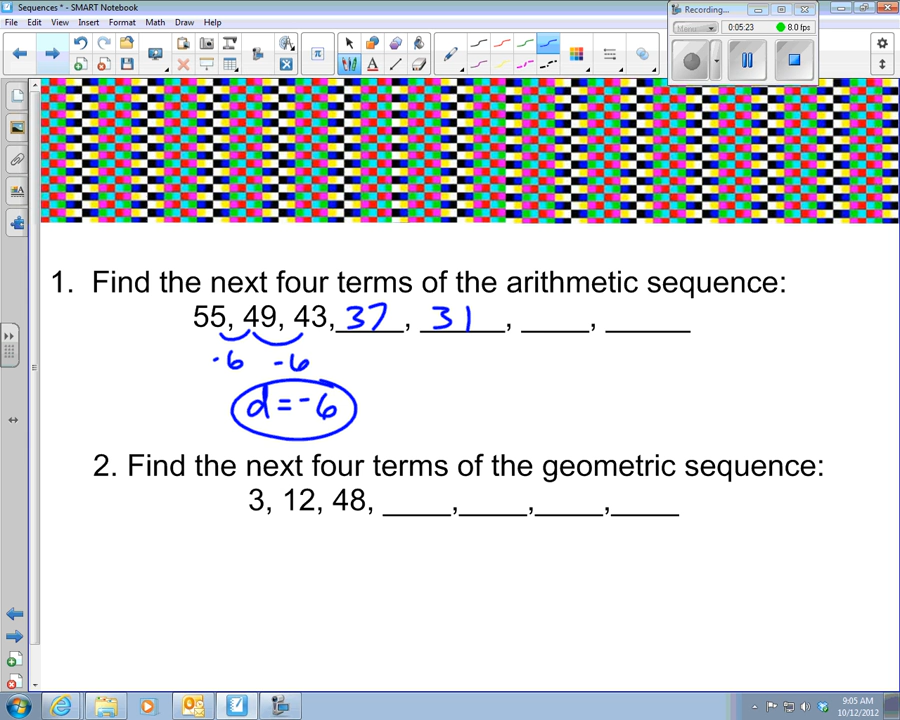 Sequences * - SMART Notebook
Recording...
File Edit View Insert Format Math Draw Help
Menu
00:05:23
8.0 fps
1. Find the next four terms of the arithmetic sequence:
55, 49, 43, 37, 31, ____, _____
-6 -6
d = -6
2. Find the next four terms of the geometric sequence:
3, 12, 48, ____,____,____,____
9:05 AM
10/12/2012